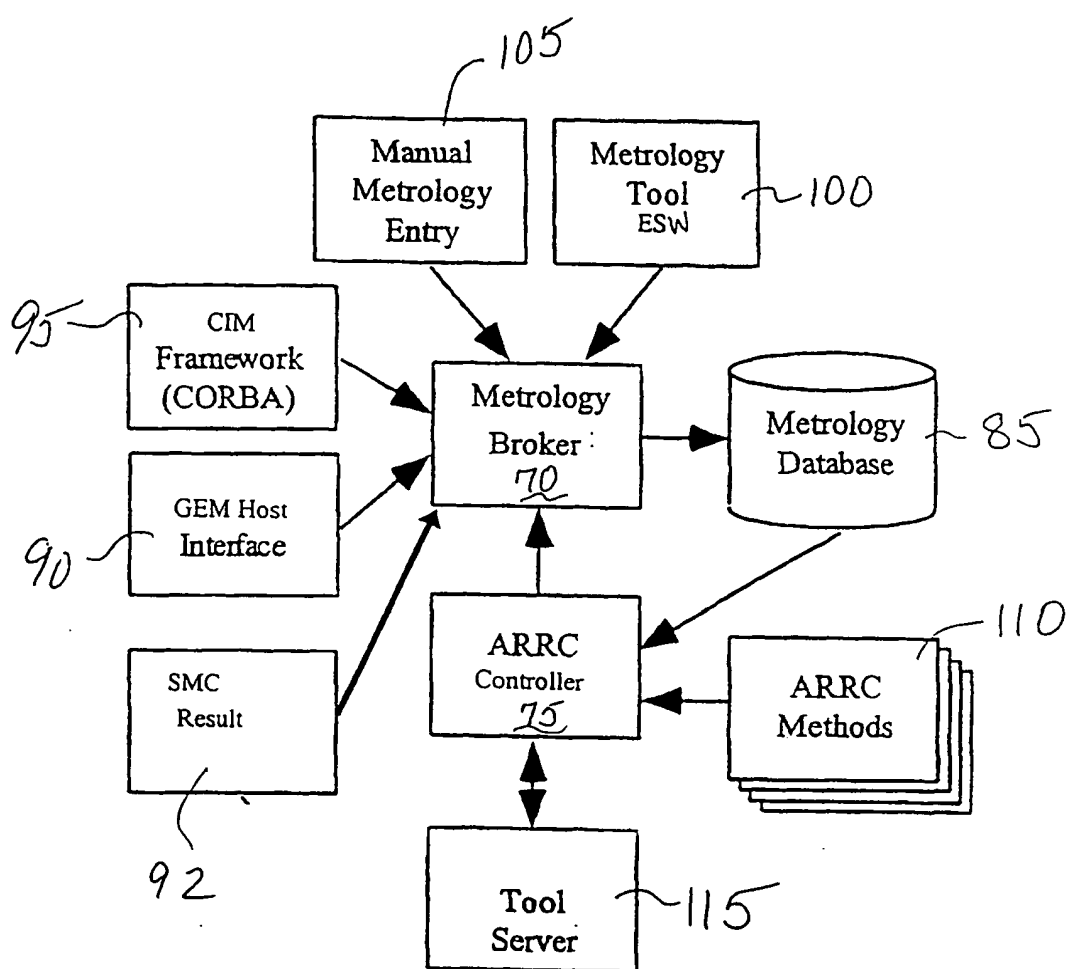 105
Manual
Metrology
Entry
Metrology
Tool
ESW
100
95
CIM
Framework
(CORBA)
Metrology
Broker :
70
Metrology
Database
85
GEM Host
Interface
90
ARRC
Controller
75
110
ARRC
Methods
SMC
Result
92
Tool
Server
115